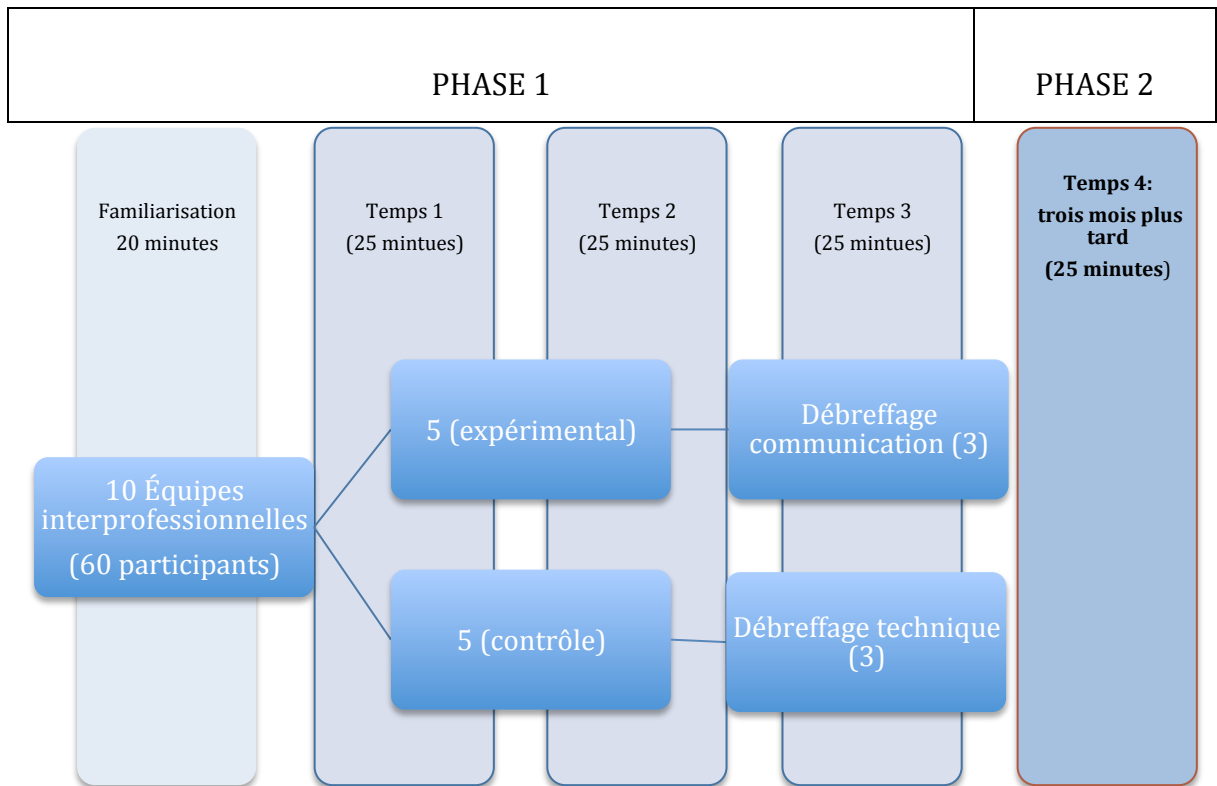 PHASE 1
PHASE 2
Familiarisation
20 minutes
Temps 1
(25 mintues)
Temps 2
(25 minutes)
Temps 3
(25 mintues)
Temps 4:
trois mois plus
tard
(25 minutes)
10 Équipes
interprofessionnelles
(60 participants)
5 (expérimental)
Débreffage
communication (3)
5 (contrôle)
Débreffage technique
(3)